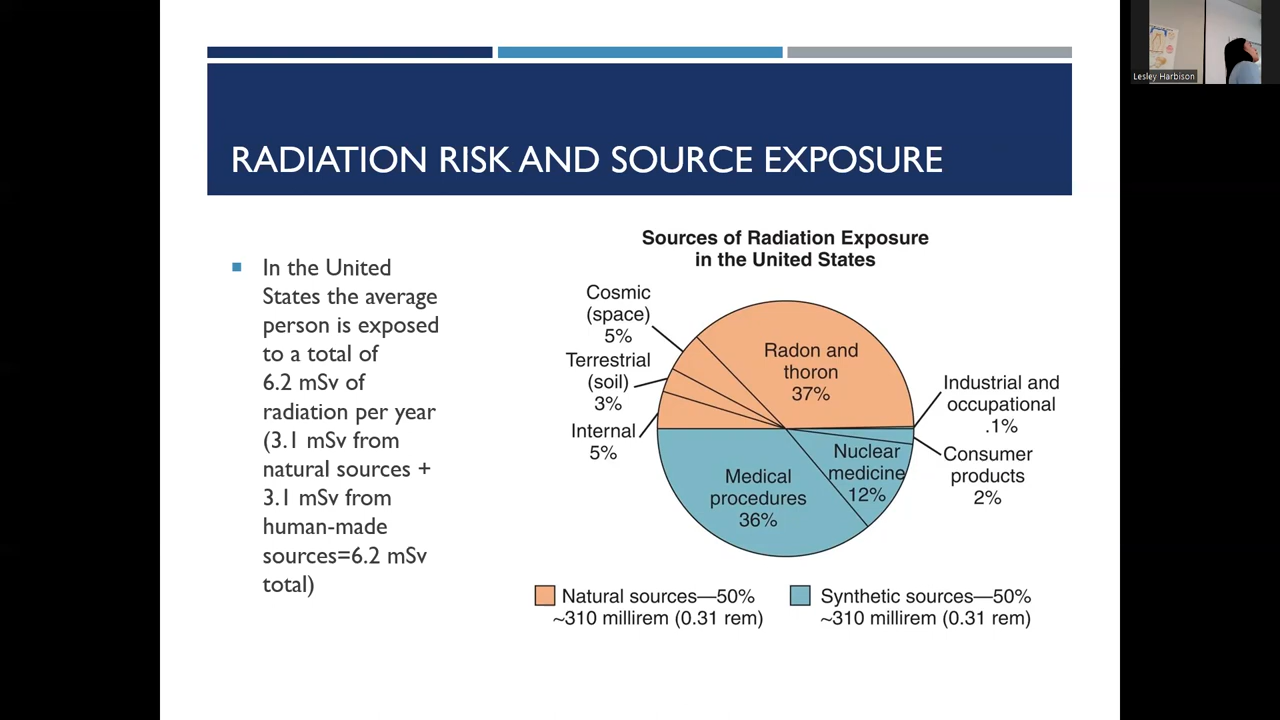 RADIATION RISK AND SOURCE EXPOSURE
In the United
States the average
person is exposed
to a total of
6.2 mSv of
radiation per year
(3.1 mSv from
natural sources +
3.1 mSv from
human-made
sources=6.2 mSv
total)
Sources of Radiation Exposure
in the United States
Cosmic
(space)
5%
Terrestrial
(soil)
3%
Internal
5%
Radon and
thoron
37%
Industrial and
occupational
.1%
Consumer
products
2%
Nuclear
medicine
12%
Medical
procedures
36%
Natural sources—50%
~310 millirem (0.31 rem)
Synthetic sources—50%
~310 millirem (0.31 rem)
Lesley Harbison